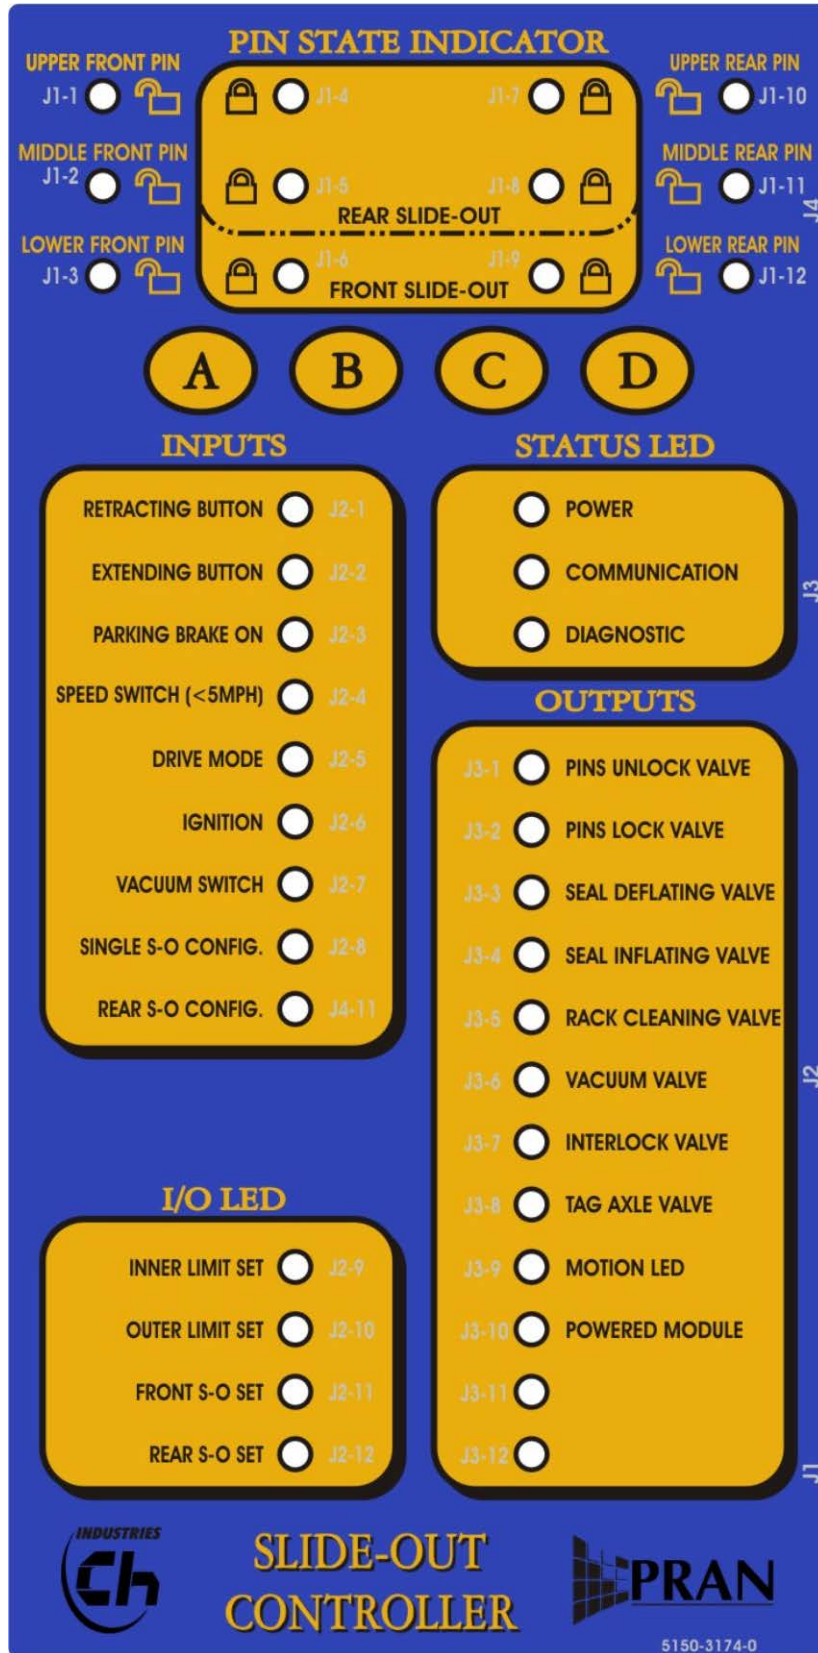 PIN STATE INDICATOR
UPPER FRONT PIN
J1-1
J1-4
J1-7
UPPER REAR PIN
J1-10
MIDDLE FRONT PIN
J1-2
J1-5
J1-8
MIDDLE REAR PIN
J1-11
REAR SLIDE-OUT
LOWER FRONT PIN
J1-3
J1-6
J1-9
LOWER REAR PIN
J1-12
FRONT SLIDE-OUT
J4
A B C D
INPUTS
RETRACTING BUTTON J2-1
EXTENDING BUTTON J2-2
PARKING BRAKE ON J2-3
SPEED SWITCH (<5MPH) J2-4
DRIVE MODE J2-5
IGNITION J2-6
VACUUM SWITCH J2-7
SINGLE S-O CONFIG. J2-8
REAR S-O CONFIG. J4-11
STATUS LED
POWER
COMMUNICATION
DIAGNOSTIC
J3
OUTPUTS
J3-1 PINS UNLOCK VALVE
J3-2 PINS LOCK VALVE
J3-3 SEAL DEFLATING VALVE
J3-4 SEAL INFLATING VALVE
J3-5 RACK CLEANING VALVE
J3-6 VACUUM VALVE
J3-7 INTERLOCK VALVE
J3-8 TAG AXLE VALVE
J3-9 MOTION LED
J3-10 POWERED MODULE
J3-11
J3-12
J2
J1
I/O LED
INNER LIMIT SET J2-9
OUTER LIMIT SET J2-10
FRONT S-O SET J2-11
REAR S-O SET J2-12
INDUSTRIES
Ch
SLIDE-OUT
CONTROLLER
PRAN
5150-3174-0